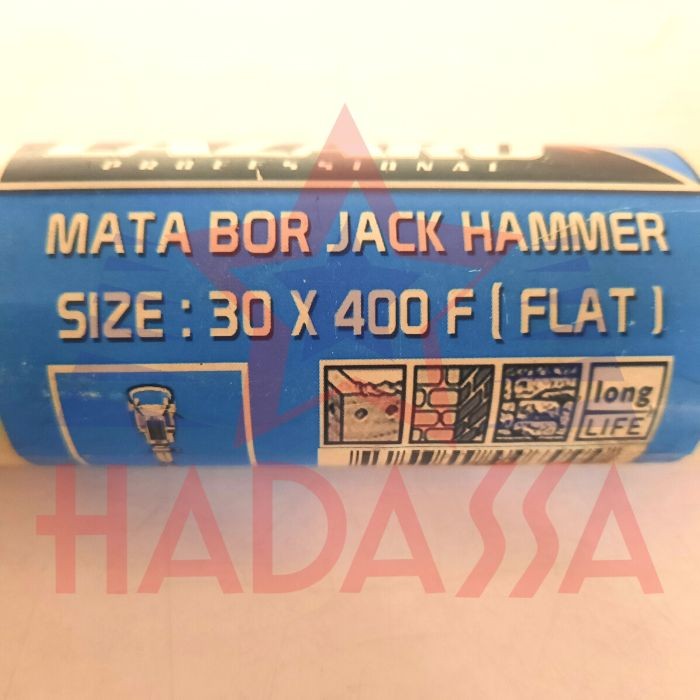 PROFESSIONAL
MATA BOR JACK HAMMER
SIZE : 30 X 400 F ( FLAT )
long
LIFE
HADASSA